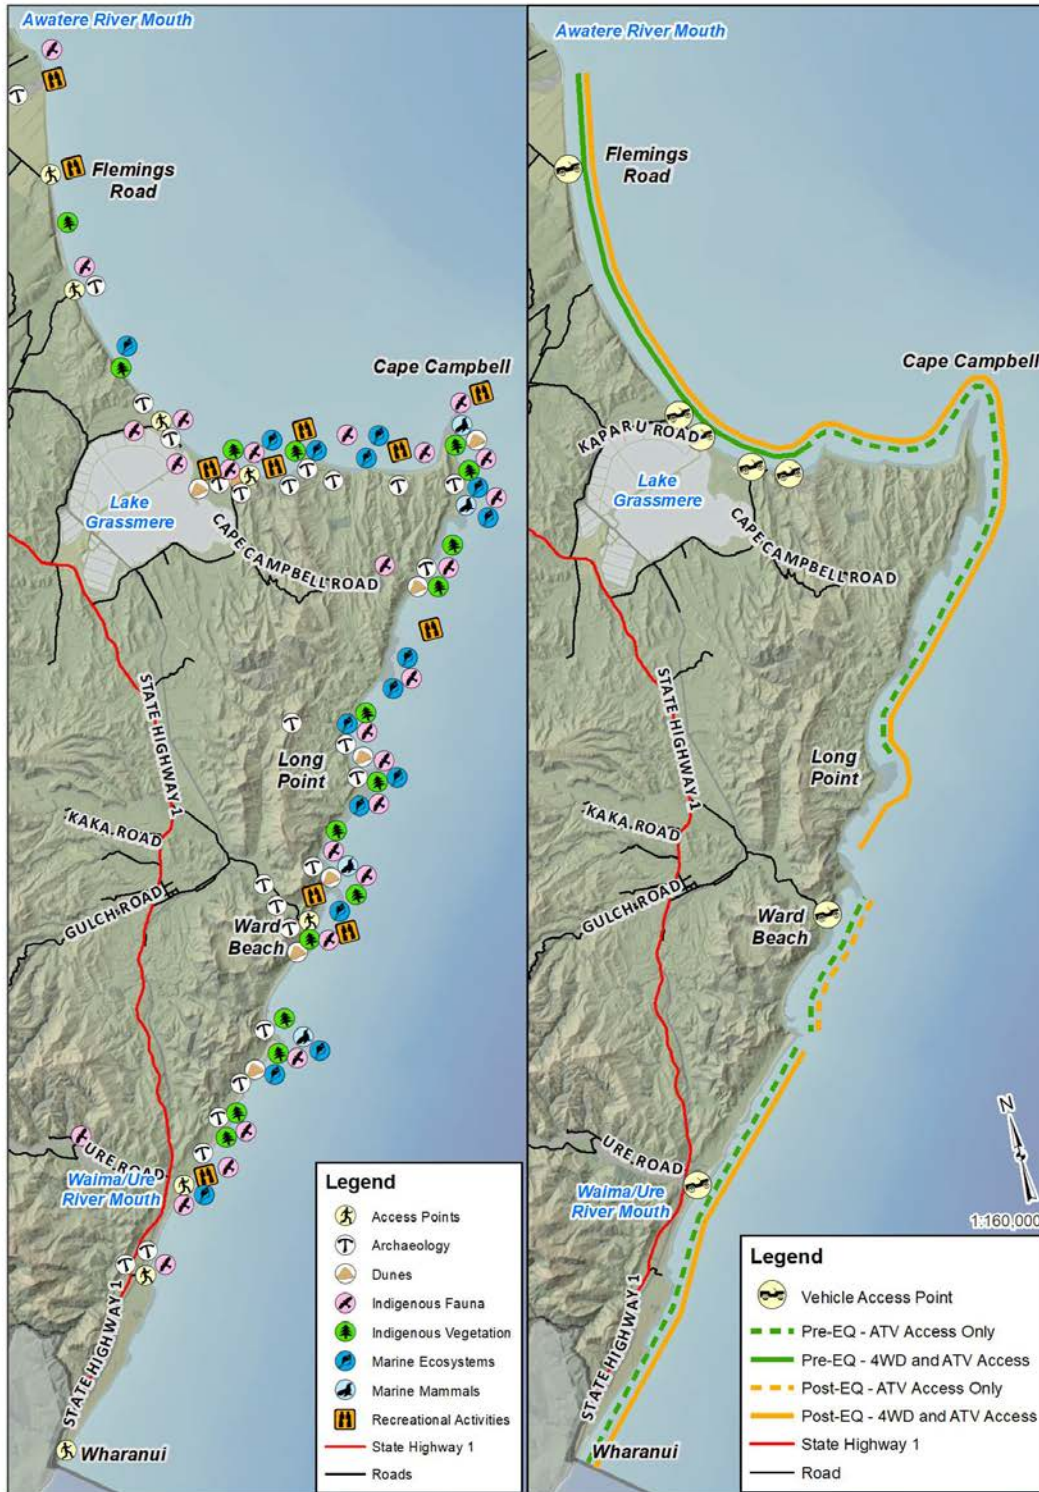 Awatere River Mouth
Flemings
Road
Cape Campbell
Lake
Grassmere
CAPE CAMPBELL ROAD
STATE HIGHWAY 1
Long
Point
KAKA ROAD
GULCH ROAD
Ward
Beach
URE ROAD
Waima/Ure
River Mouth
STATE HIGHWAY 1
Wharanui
Legend
Access Points
Archaeology
Dunes
Indigenous Fauna
Indigenous Vegetation
Marine Ecosystems
Marine Mammals
Recreational Activities
State Highway 1
Roads
Awatere River Mouth
Flemings
Road
Cape Campbell
KAPARU ROAD
Lake
Grassmere
CAPE CAMPBELL ROAD
STATE HIGHWAY 1
Long
Point
KAKA ROAD
GULCH ROAD
Ward
Beach
URE ROAD
Waima/Ure
River Mouth
STATE HIGHWAY 1
Wharanui
N
1:160,000
Legend
Vehicle Access Point
Pre-EQ - ATV Access Only
Pre-EQ - 4WD and ATV Access
Post-EQ - ATV Access Only
Post-EQ - 4WD and ATV Access
State Highway 1
Road